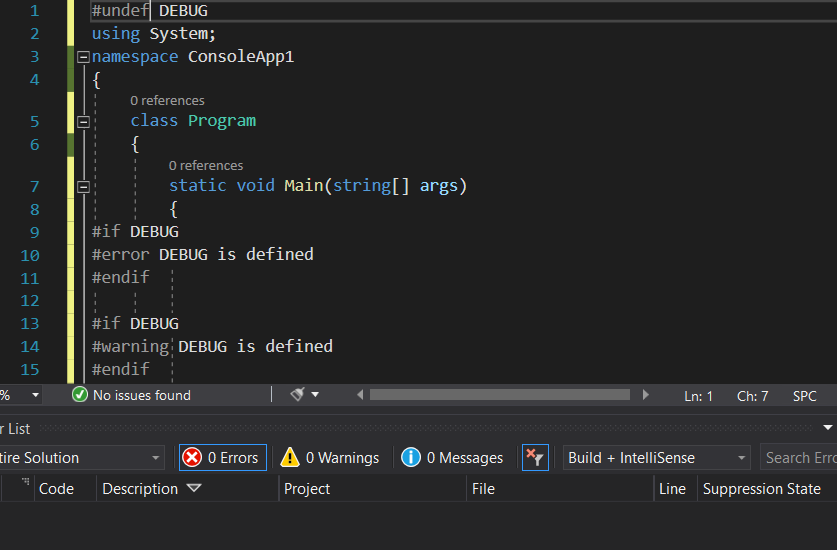 1 #undef DEBUG
2 using System;
3 namespace ConsoleApp1
4 {
0 references
5 class Program
6 {
0 references
7 static void Main(string[] args)
8 {
9 #if DEBUG
10 #error DEBUG is defined
11 #endif
12
13 #if DEBUG
14 #warning DEBUG is defined
15 #endif
% No issues found Ln: 1 Ch: 7 SPC
r List
tire Solution 0 Errors 0 Warnings 0 Messages Build + IntelliSense Search Erro
Code Description Project File Line Suppression State